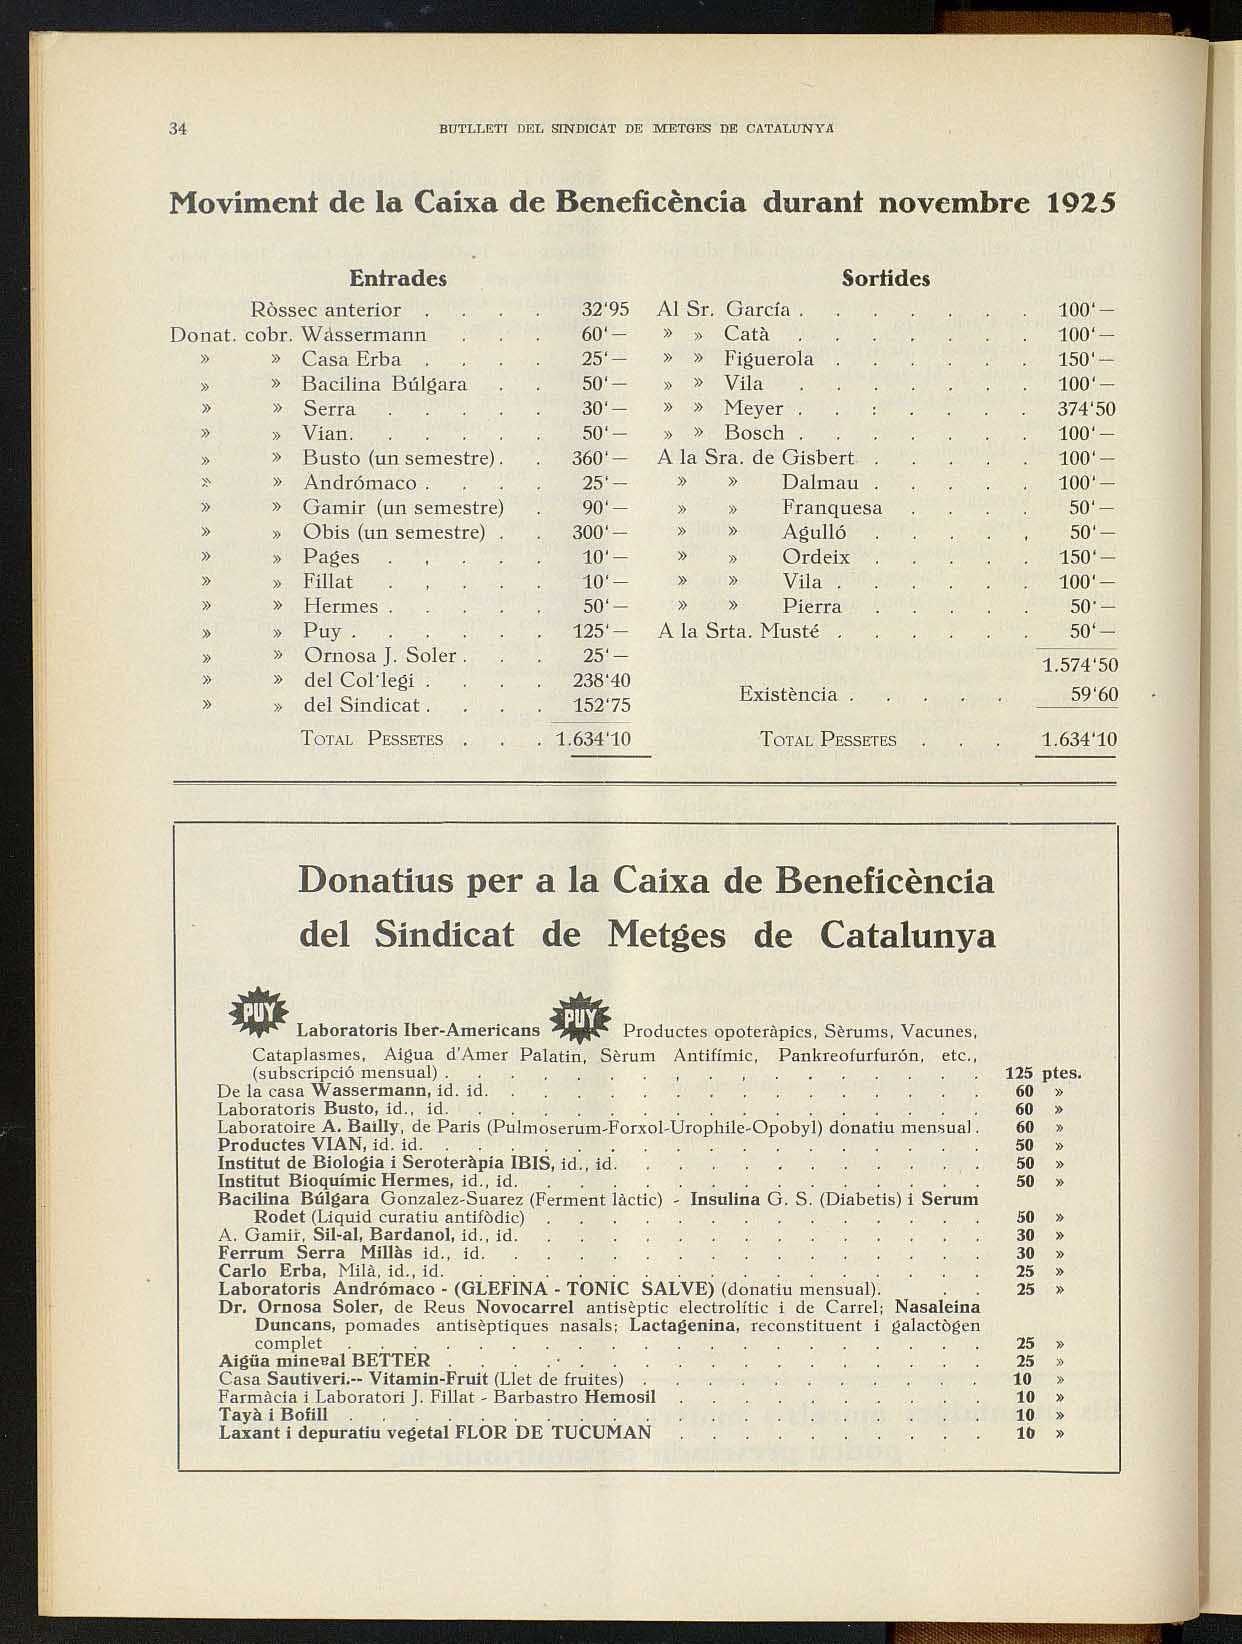 34
BUTLLETI DEL SINDICAT DE METGES DE CATALUNYA
Moviment de la Caixa de Beneficència durant novembre 1925
Entrades
Ròssec anterior . . . . 32'95
Donat. cobr. Wassermann . . . 60'—
» » Casa Erba . . . . 25'—
» » Bacilina Búlgara . . 50'—
» » Serra . . . . . 30'—
» » Vian. . . . . . 50'—
» » Busto (un semestre) . . 360'—
» » Andrómaco . . . . 25'—
» » Gamir (un semestre) . 90'—
» » Obis (un semestre) . . 300'—
» » Pages . . . . . 10'—
» » Fillat . . . . . 10'—
» » Hermes . . . . . 50'—
» » Puy . . . . . . 125'—
» » Ornosa J. Soler . . . 25'—
» » del Col'legi . . . . 238'40
» » del Sindicat . . . . 152'75
TOTAL PESSETES . . . 1.634'10
Sortides
Al Sr. García . . . . . . . 100'—
» » Catà . . . . . . . 100'—
» » Figuerola . . . . . . 150'—
» » Vila . . . . . . . 100'—
» » Meyer . . : . . . . 374'50
» » Bosch . . . . . . . 100'—
A la Sra. de Gisbert . . . . . 100'—
» » Dalmau . . . . . 100'—
» » Franquesa . . . . 50'—
» » Agulló . . . . . 50'—
» » Ordeix . . . . . 150'—
» » Vila . . . . . . 100'—
» » Pierra . . . . . 50'—
A la Srta. Musté . . . . . . 50'—
1.574'50
Existència . . . . . 59'60
TOTAL PESSETES . . . 1.634'10
Donatius per a la Caixa de Beneficència
del Sindicat de Metges de Catalunya
PUY Laboratoris Iber-Americans PUY Productes opoteràpics, Sèrums, Vacunes,
Cataplasmes, Aigua d'Amer Palatin, Sèrum Antifímic, Pankreofurfurón, etc.,
(subscripció mensual) . . . . . . . . . . . . . . . . . 125 ptes.
De la casa Wassermann, id. id. . . . . . . . . . . . . . . . 60 »
Laboratoris Busto, id., id. . . . . . . . . . . . . . . . . 60 »
Laboratoire A. Bailly, de Paris (Pulmoserum-Forxol-Urophile-Opobyl) donatiu mensual. 60 »
Productes VIAN, id. id. . . . . . . . . . . . . . . . . . 50 »
Institut de Biologia i Seroteràpia IBIS, id., id. . . . . . . . . . . . 50 »
Institut Bioquímic Hermes, id., id. . . . . . . . . . . . . . . 50 »
Bacilina Búlgara Gonzalez-Suarez (Ferment làctic) - Insulina G. S. (Diabetis) i Serum
Rodet (Liquid curatiu antifòdic) . . . . . . . . . . . . . . 50 »
A. Gamir, Sil-al, Bardanol, id., id. . . . . . . . . . . . . . . 30 »
Ferrum Serra Millàs id., id. . . . . . . . . . . . . . . . 30 »
Carlo Erba, Milà, id., id. . . . . . . . . . . . . . . . . 25 »
Laboratoris Andrómaco - (GLEFINA - TONIC SALVE) (donatiu mensual). . . 25 »
Dr. Ornosa Soler, de Reus Novocarrel antisèptic electrolític i de Carrel; Nasaleina
Duncans, pomades antisèptiques nasals; Lactagenina, reconstituent i galactògen
complet . . . . . . . . . . . . . . . . . . . . 25 »
Aigüa mineral BETTER . . . . . . . . . . . . . . . . . 25 »
Casa Sautiveri.-- Vitamin-Fruit (Llet de fruites) . . . . . . . . . . . 10 »
Farmàcia i Laboratori J. Fillat - Barbastro Hemosil . . . . . . . . . . 10 »
Tayà i Bofill . . . . . . . . . . . . . . . . . . . . 10 »
Laxant i depuratiu vegetal FLOR DE TUCUMAN . . . . . . . . . . 10 »